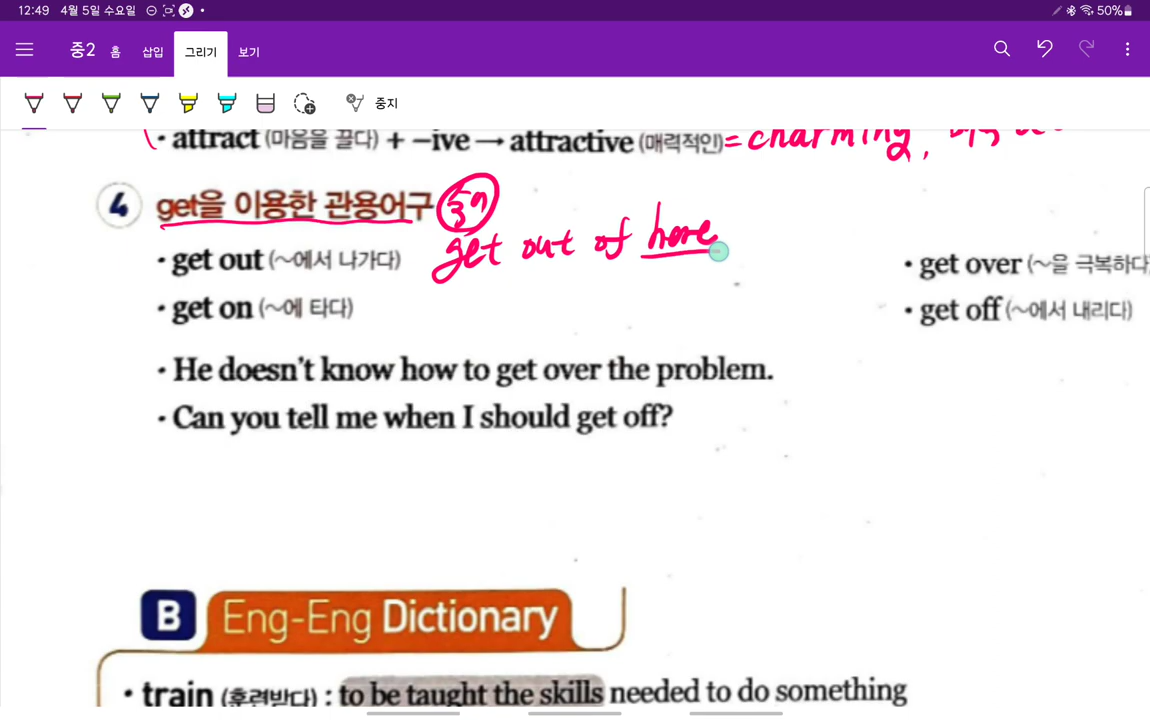 12:49 4월 5일 수요일 50%
중2 홈 삽입 그리기 보기
중지
· attract (마음을 끌다) + -ive → attractive (매력적인) = charming,
4 get을 이용한 관용어구 숙어
· get out (~에서 나가다) get out of here · get over (~을 극복하다
· get on (~에 타다) · get off (~에서 내리다)
· He doesn't know how to get over the problem.
· Can you tell me when I should get off?
B Eng-Eng Dictionary
· train (훈련받다) : to be taught the skills needed to do something